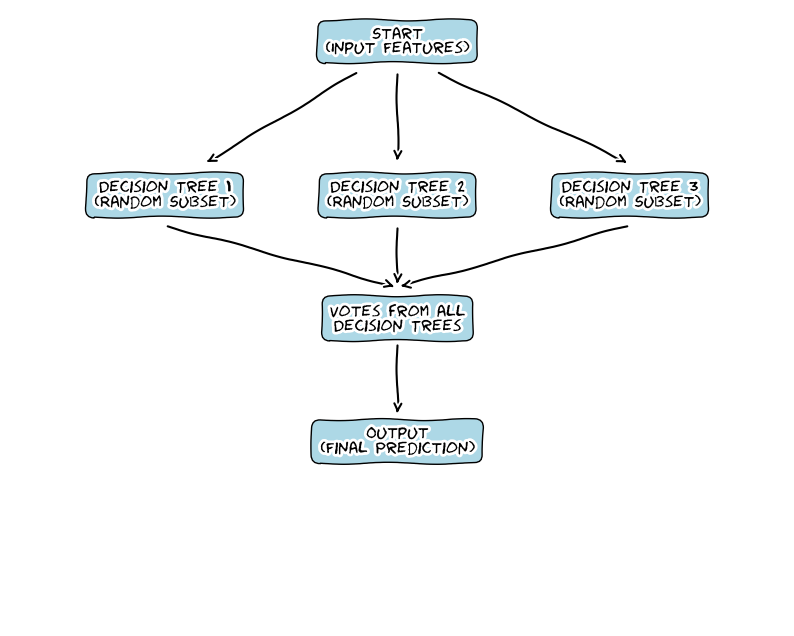 START
(INPUT FEATURES)
DECISION TREE 1
(RANDOM SUBSET)
DECISION TREE 2
(RANDOM SUBSET)
DECISION TREE 3
(RANDOM SUBSET)
VOTES FROM ALL
DECISION TREES
OUTPUT
(FINAL PREDICTION)